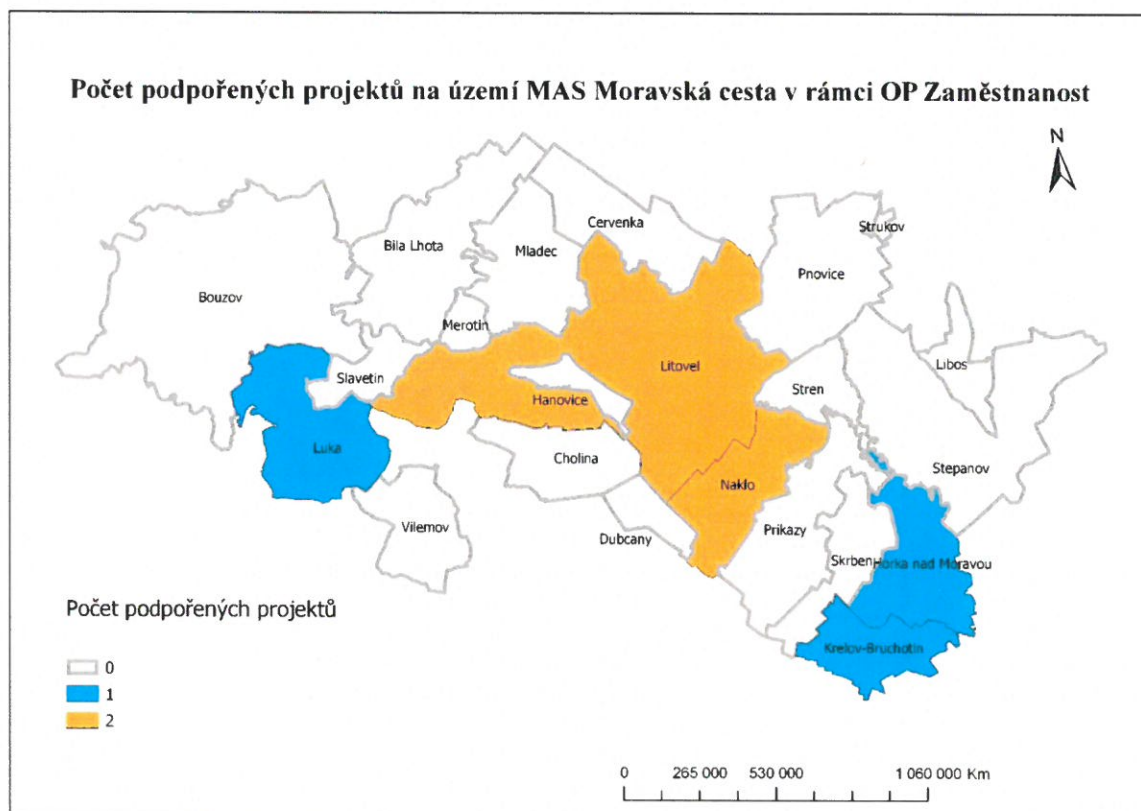 Počet podpořených projektů na území MAS Moravská cesta v rámci OP Zaměstnanost
N
Cervenka
Strukov
Bila Lhota
Mladec
Pnovice
Bouzov
Merotin
Libos
Litovel
Slavetin
Stren
Hanovice
Luka
Cholina
Stepanov
Naklo
Vilemov
Prikazy
Dubcany
Skrben
Horka nad Moravou
Krelov-Bruchotin
Počet podpořených projektů
0
1
2
0 265 000 530 000 1 060 000 Km